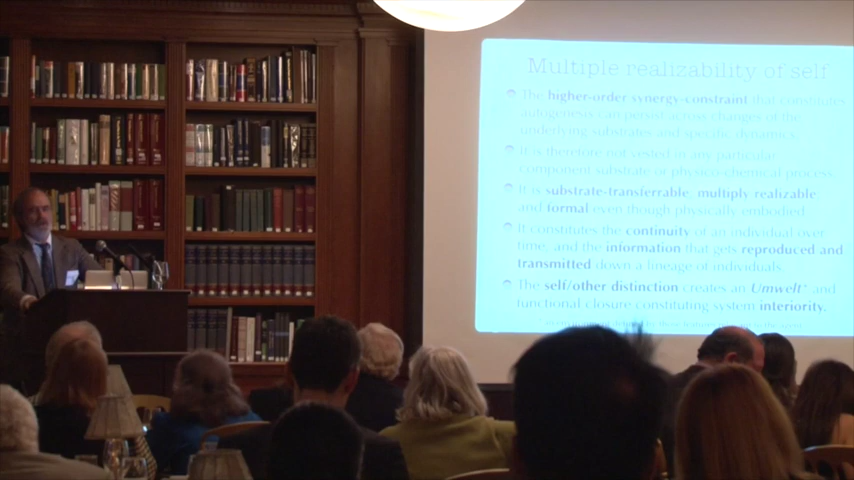 Multiple realizability of self
The higher-order synergy-constraint that constitutes
autogenesis can persist across changes of the
underlying substrates and specific dynamics.
It is therefore not vested in any particular
component substrate or physico-chemical process.
It is substrate-transferrable, multiply realizable,
and formal even though physically embodied
It constitutes the continuity of an individual over
time, and the information that gets reproduced and
transmitted down a lineage of individuals
The self/other distinction creates an Umwelt* and
functional closure constituting system interiority.